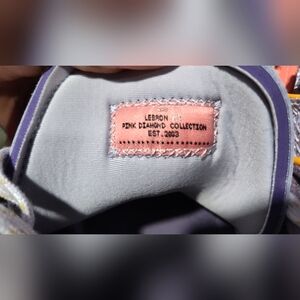 LEBRON
PINK DIAMOND COLLECTION
EST. 2003